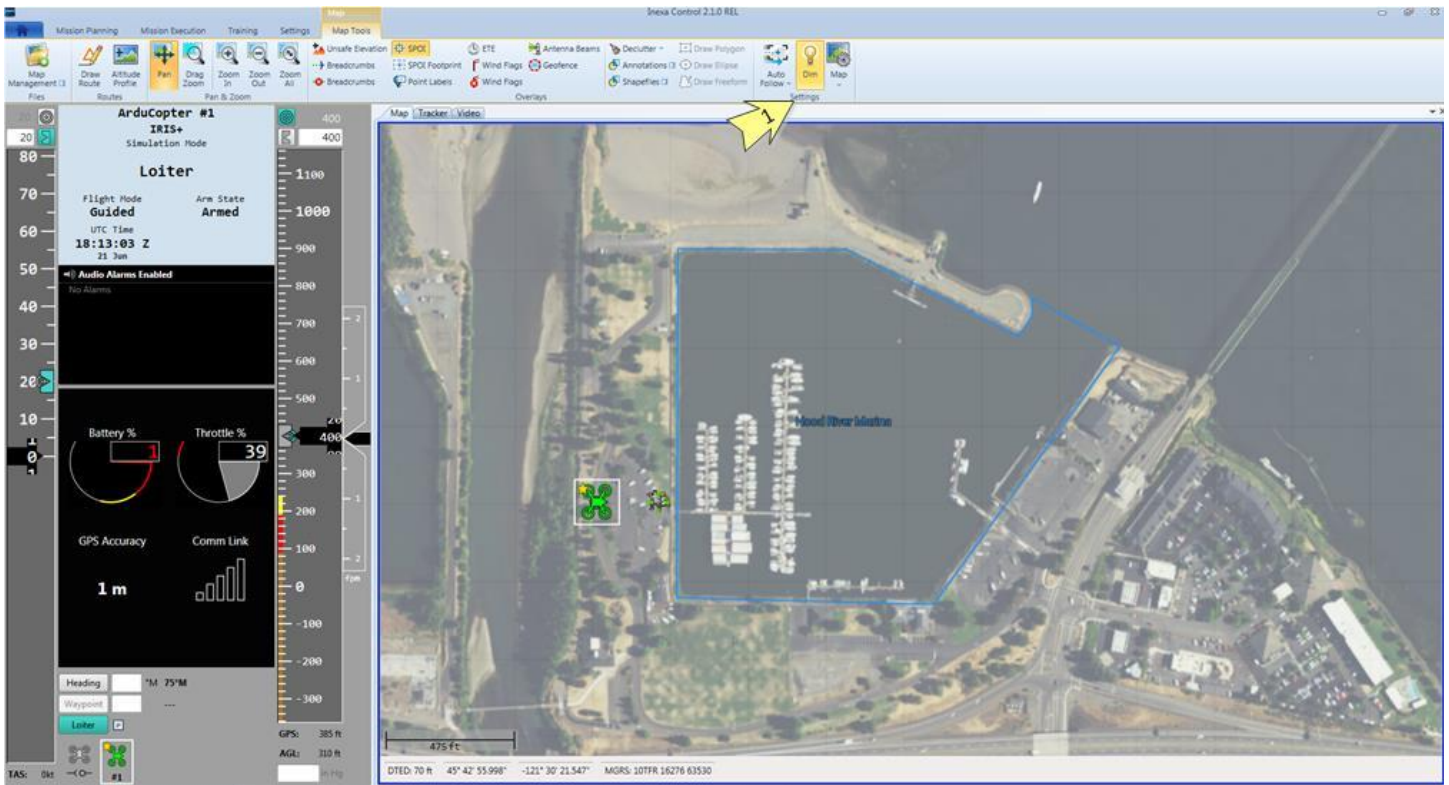 Inexa Control 2.1.0 REL
Map
Mission Planning
Mission Execution
Training
Settings
Map Tools
Map Management
Files
Draw Route
Altitude Profile
Routes
Pan
Drag Zoom
Zoom In
Zoom Out
Zoom All
Pan & Zoom
Unsafe Elevation
Breadcrumbs
Breadcrumbs
SPOI
SPOI Footprint
Point Labels
ETE
Wind Flags
Wind Flags
Antenna Beams
Geofence
Declutter
Annotations
Shapefiles
Draw Polygon
Draw Ellipse
Draw Freeform
Overlays
Auto Follow
Dim
Map
Settings
1
20
20
80
70
60
50
40
30
20
10
0
TAS: 0kt
ArduCopter #1
IRIS+
Simulation Mode
Loiter
Flight Mode
Guided
Arm State
Armed
UTC Time
18:13:03 Z
21 Jun
Audio Alarms Enabled
No Alarms
Battery %
1
Throttle %
39
GPS Accuracy
1 m
Comm Link
Heading
°M 75°M
Waypoint
---
Loiter
#1
400
400
1100
1000
900
800
700
600
500
400
300
200
100
0
-100
-200
-300
2
1
1
2
fpm
GPS: 385 ft
AGL: 310 ft
in Hg
Map
Tracker
Video
Hood River Marina
475 ft
DTED: 70 ft 45° 42' 55.998" -121° 30' 21.547" MGRS: 10TFR 16276 63530